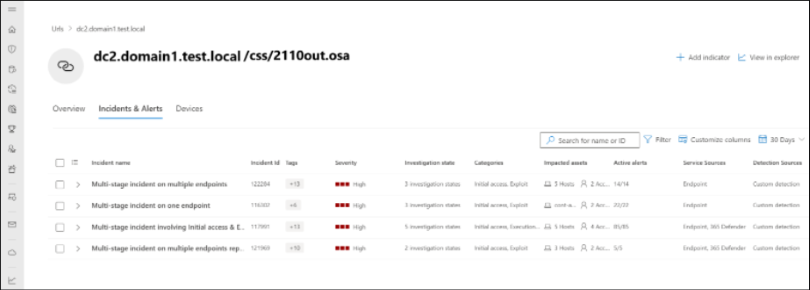 Urls > dc2.domain1.test.local
dc2.domain1.test.local /css/2110out.osa
+ Add indicator View in explorer
Overview Incidents & Alerts Devices
Search for name or ID Filter Customize columns 30 Days
Incident name Incident Id Tags Severity Investigation state Categories Impacted assets Active alerts Service Sources Detection Sources
Multi-stage incident on multiple endpoints 122284 +13 High 3 investigation states Initial access, Exploit 3 Hosts 2 Acc... 14/14 Endpoint Custom detection
Multi-stage incident on one endpoint +6 High 3 investigation states Initial access, Exploit 2 Acc... 22/22 Endpoint Custom detection
Multi-stage incident involving Initial access & E... 117991 +13 High 5 investigation states Initial access, Execution... 5 Hosts 4 Acc... Endpoint, 365 Defender Custom detection
Multi-stage incident on multiple endpoints rep... 121969 +10 High 2 investigation states Initial access, Exploit 3 Hosts 2 Acc... 5/5 Endpoint, 365 Defender Custom detection